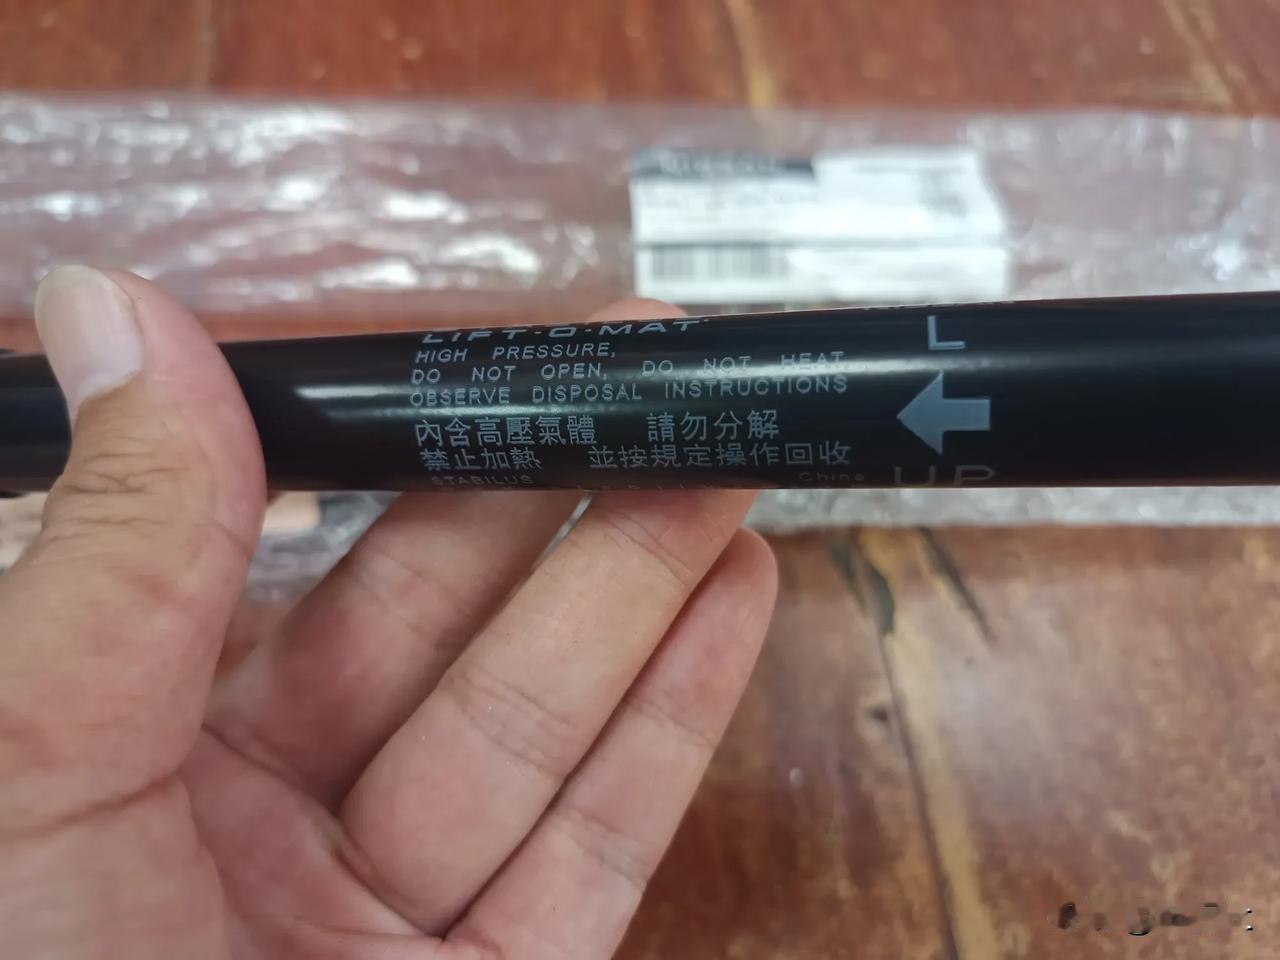 LIFT-O-MAT
HIGH PRESSURE,
DO NOT OPEN, DO NOT HEAT.
OBSERVE DISPOSAL INSTRUCTIONS
內含高壓氣體 請勿分解
禁止加熱 並按規定操作回收
STABILUS
China
L
UP